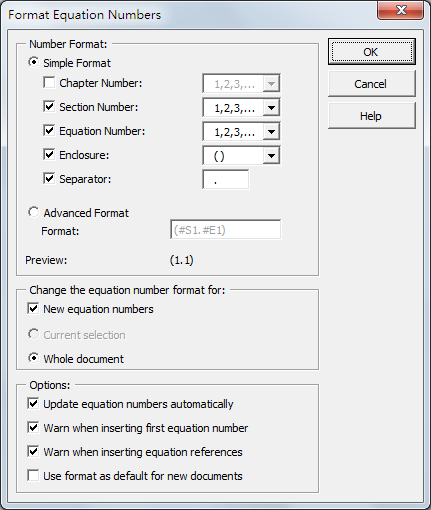 Format Equation Numbers
Number Format:
Simple Format
Chapter Number: 1,2,3,...
Section Number: 1,2,3,...
Equation Number: 1,2,3,...
Enclosure: ( )
Separator: .
Advanced Format
Format: (#S1.#E1)
Preview: (1.1)
Change the equation number format for:
New equation numbers
Current selection
Whole document
Options:
Update equation numbers automatically
Warn when inserting first equation number
Warn when inserting equation references
Use format as default for new documents
OK
Cancel
Help